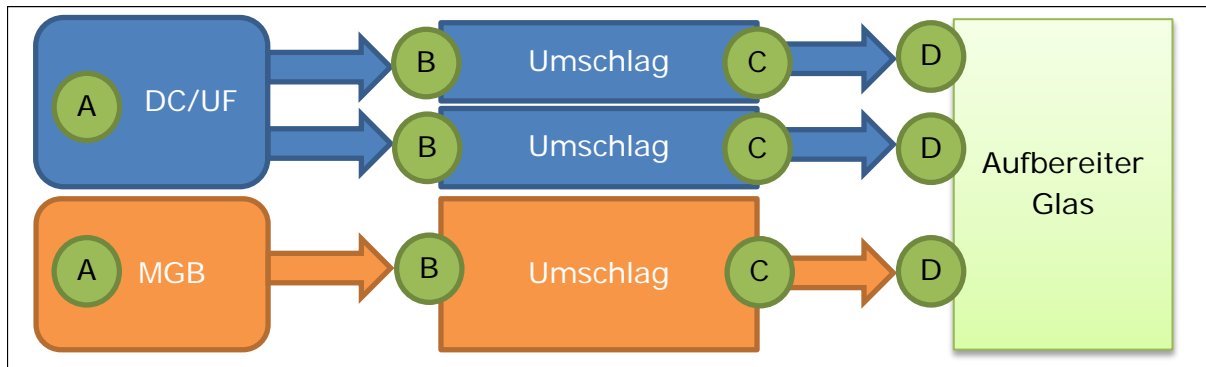 A DC/UF
B Umschlag C D
B Umschlag C D
A MGB
B Umschlag C D
Aufbereiter
Glas